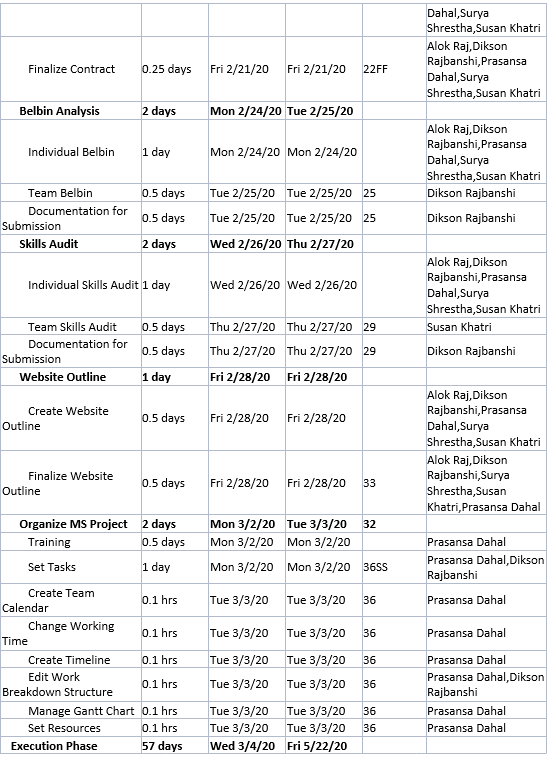 Dahal,Surya
Shrestha,Susan Khatri
Finalize Contract 0.25 days Fri 2/21/20 Fri 2/21/20 22FF Alok Raj,Dikson
Rajbanshi,Prasansa
Dahal,Surya
Shrestha,Susan Khatri
Belbin Analysis 2 days Mon 2/24/20 Tue 2/25/20
Individual Belbin 1 day Mon 2/24/20 Mon 2/24/20 Alok Raj,Dikson
Rajbanshi,Prasansa
Dahal,Surya
Shrestha,Susan Khatri
Team Belbin 0.5 days Tue 2/25/20 Tue 2/25/20 25 Dikson Rajbanshi
Documentation for
Submission 0.5 days Tue 2/25/20 Tue 2/25/20 25 Dikson Rajbanshi
Skills Audit 2 days Wed 2/26/20 Thu 2/27/20
Individual Skills Audit 1 day Wed 2/26/20 Wed 2/26/20 Alok Raj,Dikson
Rajbanshi,Prasansa
Dahal,Surya
Shrestha,Susan Khatri
Team Skills Audit 0.5 days Thu 2/27/20 Thu 2/27/20 29 Susan Khatri
Documentation for
Submission 0.5 days Thu 2/27/20 Thu 2/27/20 29 Dikson Rajbanshi
Website Outline 1 day Fri 2/28/20 Fri 2/28/20
Create Website
Outline 0.5 days Fri 2/28/20 Fri 2/28/20 Alok Raj,Dikson
Rajbanshi,Prasansa
Dahal,Surya
Shrestha,Susan Khatri
Finalize Website
Outline 0.5 days Fri 2/28/20 Fri 2/28/20 33 Alok Raj,Dikson
Rajbanshi,Surya
Shrestha,Susan
Khatri,Prasansa Dahal
Organize MS Project 2 days Mon 3/2/20 Tue 3/3/20 32
Training 0.5 days Mon 3/2/20 Mon 3/2/20 Prasansa Dahal
Set Tasks 1 day Mon 3/2/20 Mon 3/2/20 36SS Prasansa Dahal,Dikson
Rajbanshi
Create Team
Calendar 0.1 hrs Tue 3/3/20 Tue 3/3/20 36 Prasansa Dahal
Change Working
Time 0.1 hrs Tue 3/3/20 Tue 3/3/20 36 Prasansa Dahal
Create Timeline 0.1 hrs Tue 3/3/20 Tue 3/3/20 36 Prasansa Dahal
Edit Work
Breakdown Structure 0.1 hrs Tue 3/3/20 Tue 3/3/20 36 Prasansa Dahal,Dikson
Rajbanshi
Manage Gantt Chart 0.1 hrs Tue 3/3/20 Tue 3/3/20 36 Prasansa Dahal
Set Resources 0.1 hrs Tue 3/3/20 Tue 3/3/20 36 Prasansa Dahal
Execution Phase 57 days Wed 3/4/20 Fri 5/22/20